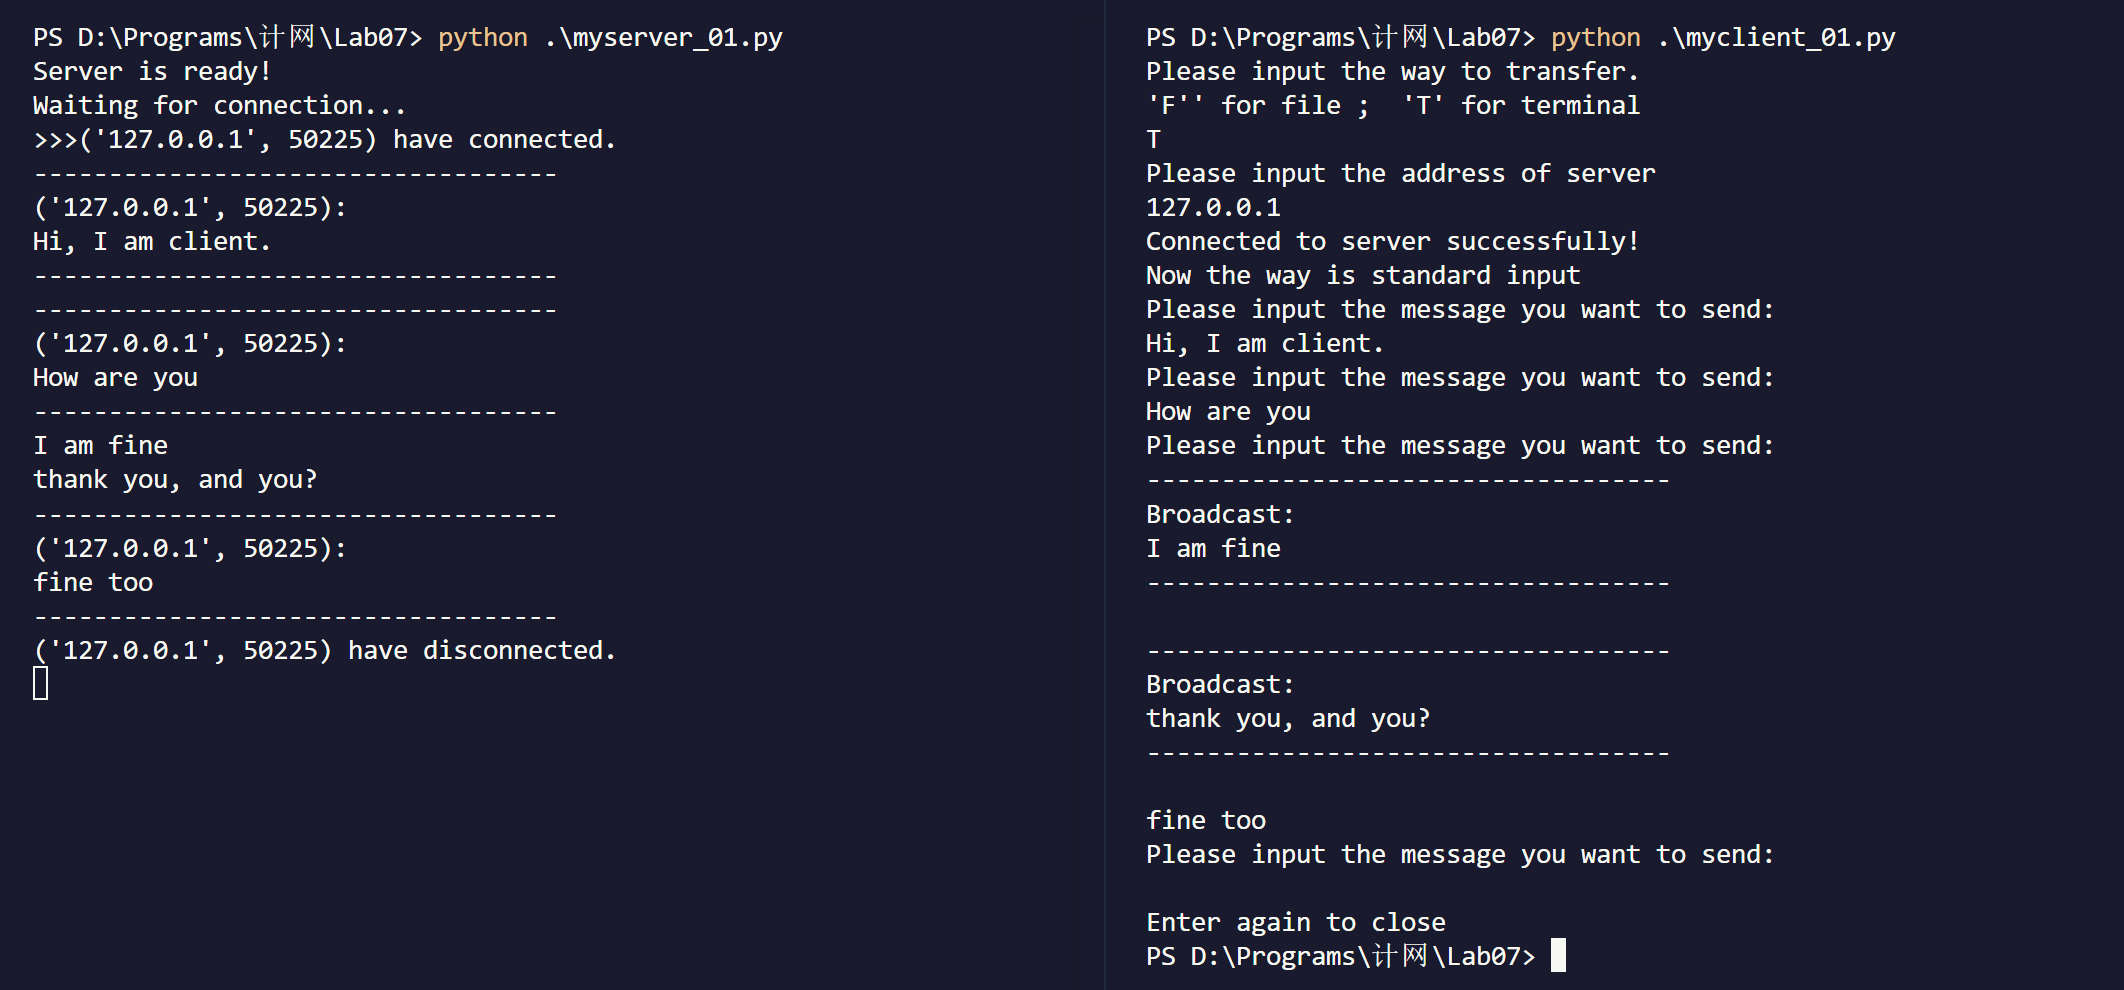 PS D:\Programs\计网\Lab07> python .\myserver_01.py
Server is ready!
Waiting for connection...
>>>('127.0.0.1', 50225) have connected.
-----------------------------------
('127.0.0.1', 50225):
Hi, I am client.
-----------------------------------
-----------------------------------
('127.0.0.1', 50225):
How are you
-----------------------------------
I am fine
thank you, and you?
-----------------------------------
('127.0.0.1', 50225):
fine too
-----------------------------------
('127.0.0.1', 50225) have disconnected.
PS D:\Programs\计网\Lab07> python .\myclient_01.py
Please input the way to transfer.
'F'' for file ;  'T' for terminal
T
Please input the address of server
127.0.0.1
Connected to server successfully!
Now the way is standard input
Please input the message you want to send:
Hi, I am client.
Please input the message you want to send:
How are you
Please input the message you want to send:
-----------------------------------
Broadcast:
I am fine
-----------------------------------
-----------------------------------
Broadcast:
thank you, and you?
-----------------------------------
fine too
Please input the message you want to send:
Enter again to close
PS D:\Programs\计网\Lab07>